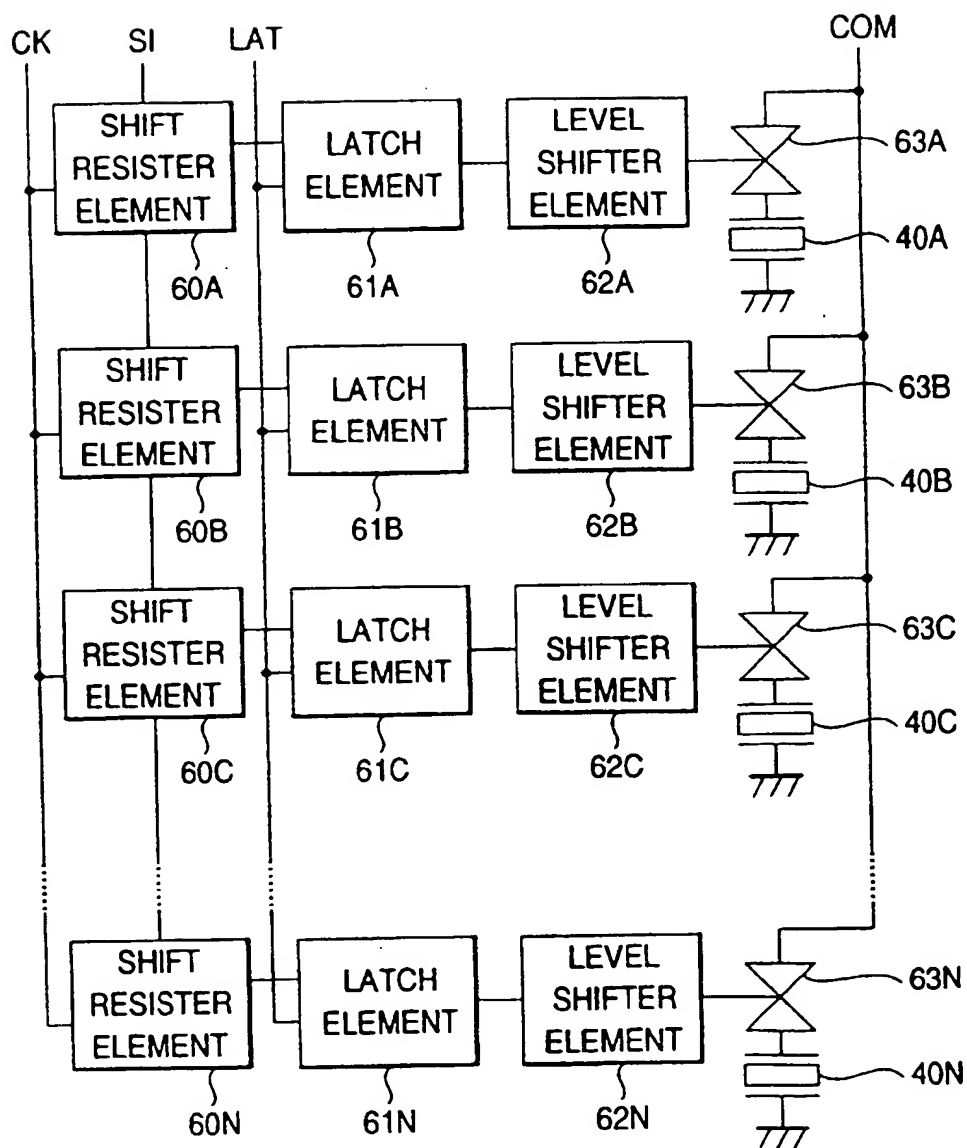 CK
SI
LAT
COM
SHIFT
RESISTER
ELEMENT
LATCH
ELEMENT
LEVEL
SHIFTER
ELEMENT
63A
40A
60A
61A
62A
SHIFT
RESISTER
ELEMENT
LATCH
ELEMENT
LEVEL
SHIFTER
ELEMENT
63B
40B
60B
61B
62B
SHIFT
RESISTER
ELEMENT
LATCH
ELEMENT
LEVEL
SHIFTER
ELEMENT
63C
40C
60C
61C
62C
SHIFT
RESISTER
ELEMENT
LATCH
ELEMENT
LEVEL
SHIFTER
ELEMENT
63N
40N
60N
61N
62N